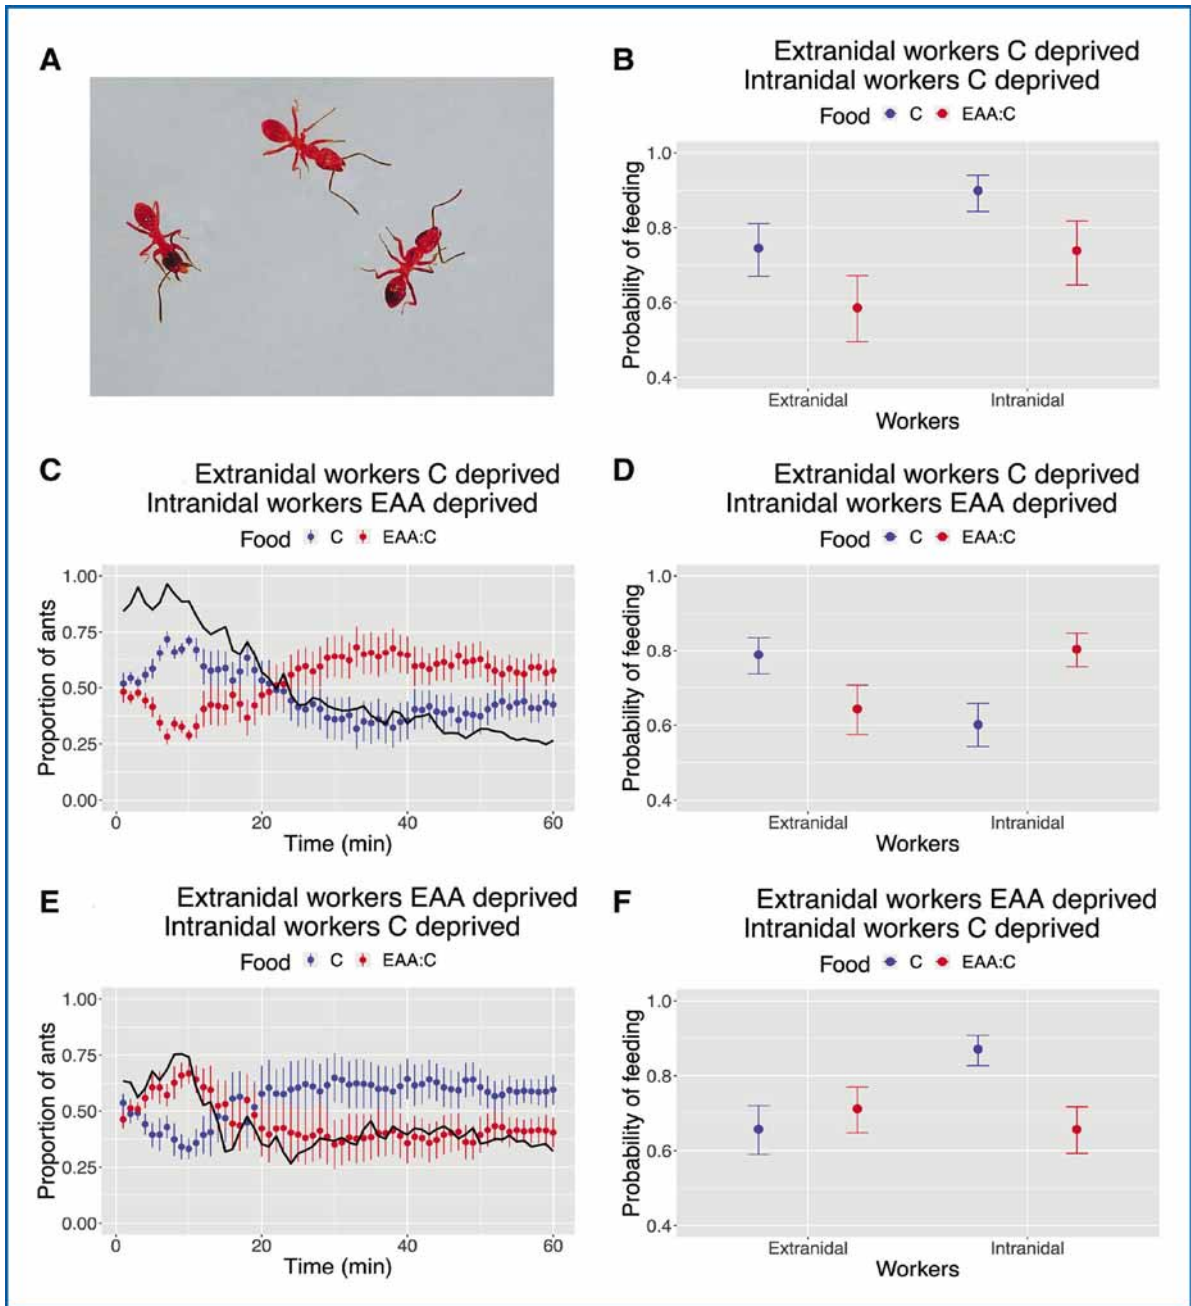 A
B
Extranidal workers C deprived
Intranidal workers C deprived
Food C EAA:C
Probability of feeding
1.0
0.8
0.6
0.4
Extranidal Intranidal
Workers
C
Extranidal workers C deprived
Intranidal workers EAA deprived
Food C EAA:C
Proportion of ants
1.00
0.75
0.50
0.25
0.00
0 20 40 60
Time (min)
D
Extranidal workers C deprived
Intranidal workers EAA deprived
Food C EAA:C
Probability of feeding
1.0
0.8
0.6
0.4
Extranidal Intranidal
Workers
E
Extranidal workers EAA deprived
Intranidal workers C deprived
Food C EAA:C
Proportion of ants
1.00
0.75
0.50
0.25
0.00
0 20 40 60
Time (min)
F
Extranidal workers EAA deprived
Intranidal workers C deprived
Food C EAA:C
Probability of feeding
1.0
0.8
0.6
0.4
Extranidal Intranidal
Workers